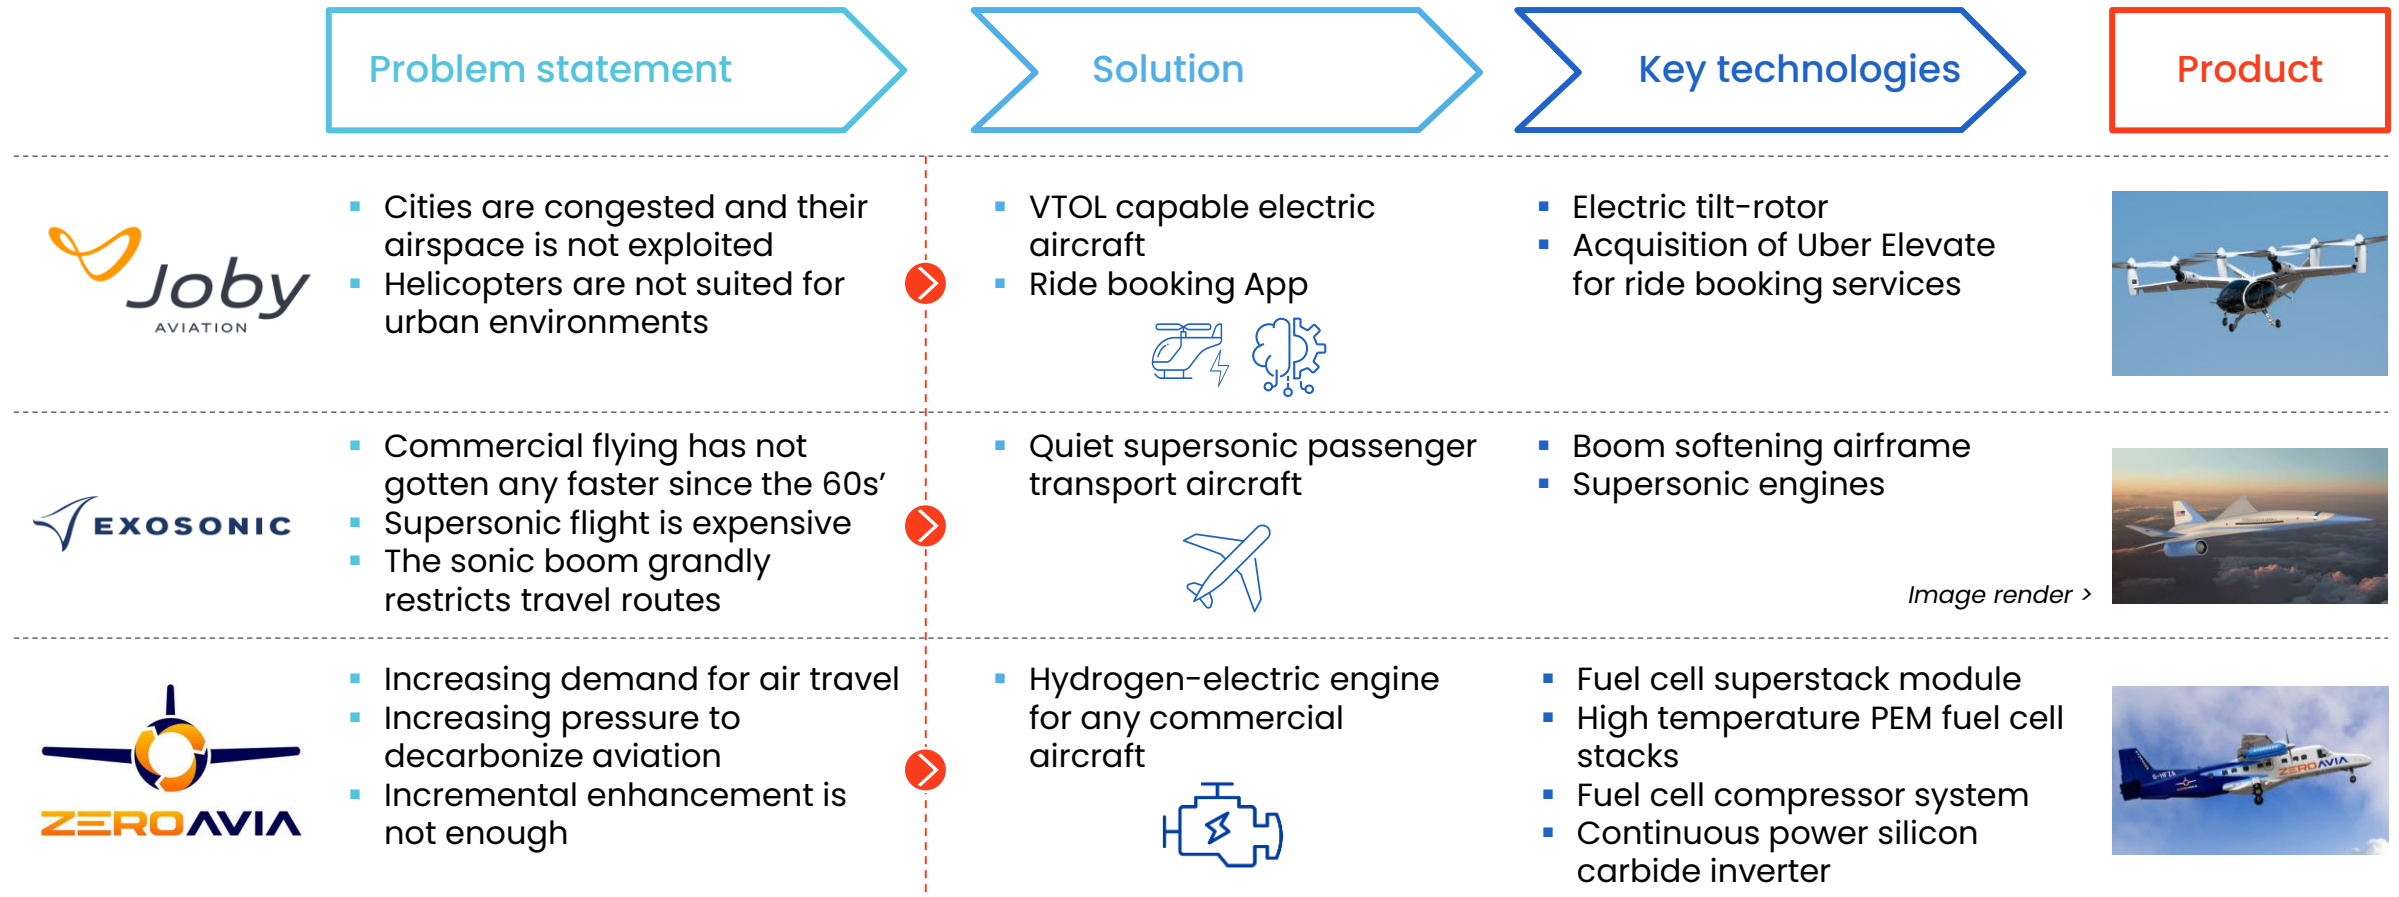 Problem statement
Solution
Key technologies
Product
Joby
AVIATION
▪ Cities are congested and their
airspace is not exploited
▪ Helicopters are not suited for
urban environments
▪ VTOL capable electric
aircraft
▪ Ride booking App
▪ Electric tilt-rotor
▪ Acquisition of Uber Elevate
for ride booking services
EXOSONIC
▪ Commercial flying has not
gotten any faster since the 60s’
▪ Supersonic flight is expensive
▪ The sonic boom grandly
restricts travel routes
▪ Quiet supersonic passenger
transport aircraft
▪ Boom softening airframe
▪ Supersonic engines
Image render >
ZEROAVIA
▪ Increasing demand for air travel
▪ Increasing pressure to
decarbonize aviation
▪ Incremental enhancement is
not enough
▪ Hydrogen-electric engine
for any commercial
aircraft
▪ Fuel cell superstack module
▪ High temperature PEM fuel cell
stacks
▪ Fuel cell compressor system
▪ Continuous power silicon
carbide inverter
ZEROAVIA